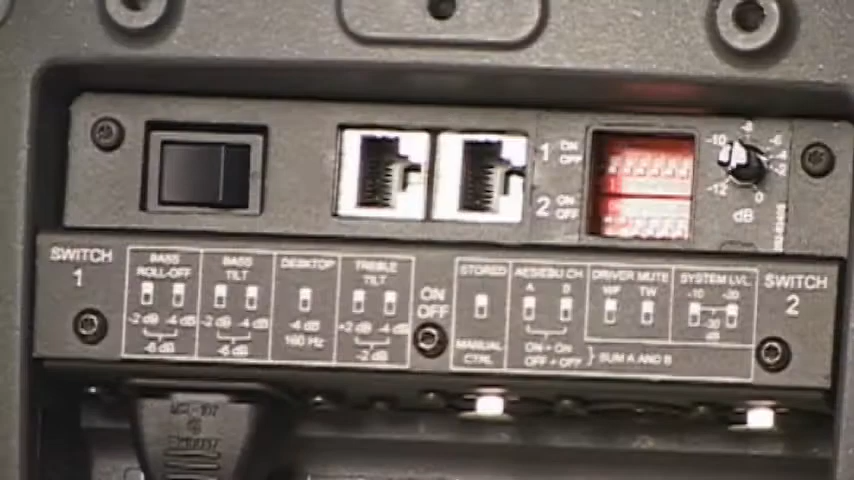 1 ON
OFF
2 ON
OFF
-12 -10 -8 -6 -4 -2 0
dB
SWITCH
1
BASS
ROLL-OFF
-2 dB -4 dB
-6 dB
BASS
TILT
-2 dB -4 dB
-6 dB
DESKTOP
-4 dB
160 Hz
TREBLE
TILT
+2 dB -4 dB
-2 dB
ON
OFF
STORED
MANUAL
CTRL
AES/EBU CH
A B
ON + ON
OFF + OFF
SUM A AND B
DRIVER MUTE
WF TW
SYSTEM LVL
-10 -20
-30
dB
SWITCH
2